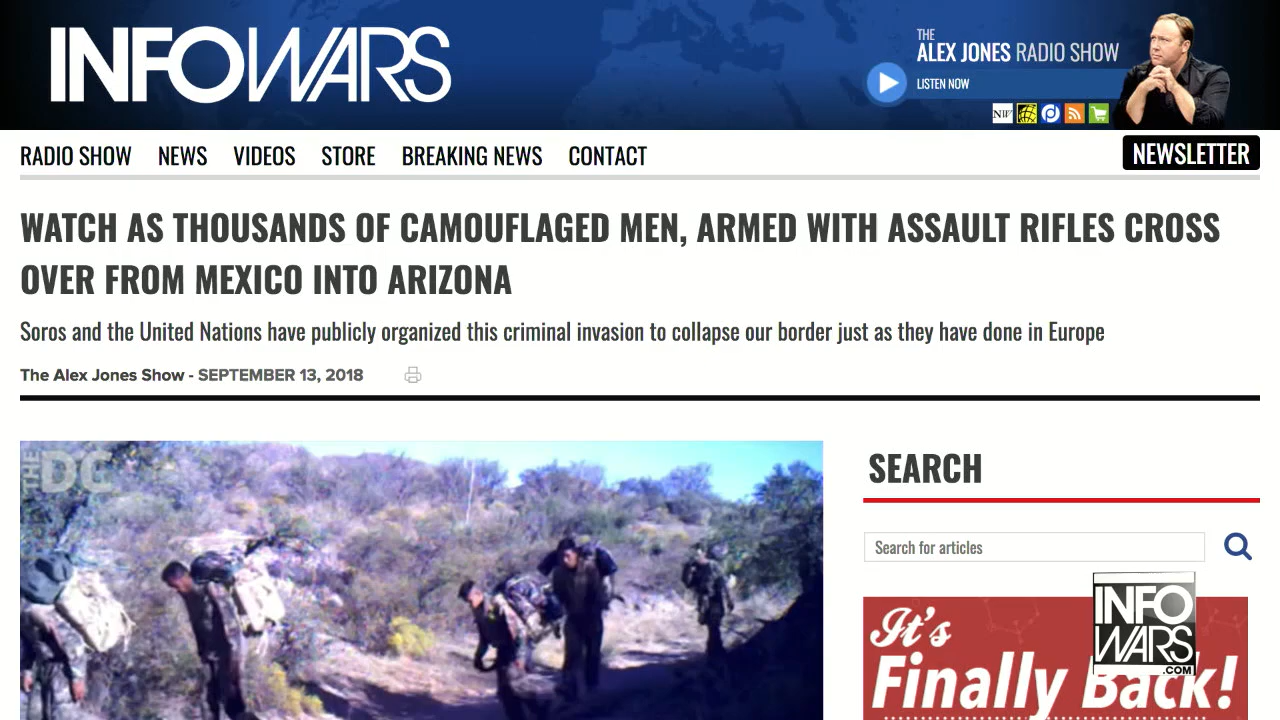 INFOWARS
THE
ALEX JONES RADIO SHOW
LISTEN NOW
NW
RADIO SHOW NEWS VIDEOS STORE BREAKING NEWS CONTACT
NEWSLETTER
WATCH AS THOUSANDS OF CAMOUFLAGED MEN, ARMED WITH ASSAULT RIFLES CROSS
OVER FROM MEXICO INTO ARIZONA
Soros and the United Nations have publicly organized this criminal invasion to collapse our border just as they have done in Europe
The Alex Jones Show - SEPTEMBER 13, 2018
THE DC
SEARCH
Search for articles
It's
Finally Back!
INFO
WARS
.COM